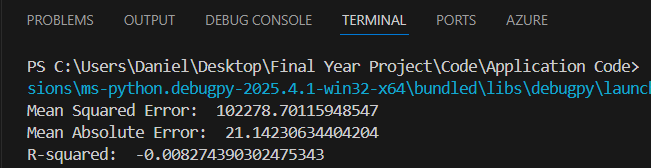 PROBLEMS OUTPUT DEBUG CONSOLE TERMINAL PORTS AZURE
PS C:\Users\Daniel\Desktop\Final Year Project\Code\Application Code>
sions\ms-python.debugpy-2025.4.1-win32-x64\bundled\libs\debugpy\launc
Mean Squared Error:  102278.70115948547
Mean Absolute Error:  21.14230634404204
R-squared:  -0.008274390302475343